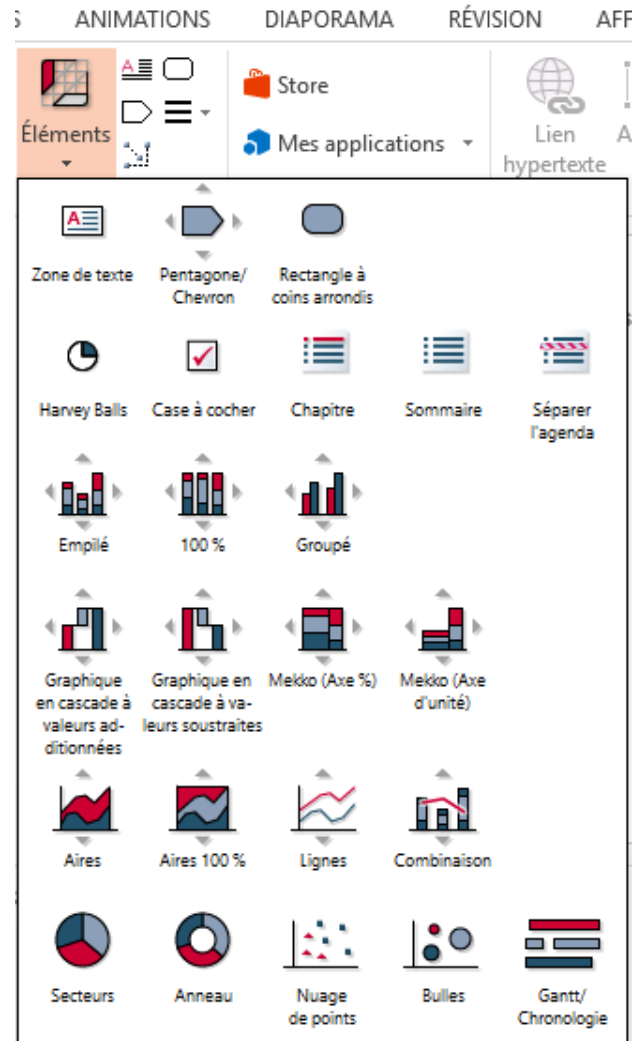 S ANIMATIONS DIAPORAMA RÉVISION AFF
Éléments
Store
Mes applications
Lien
hypertexte
A
Zone de texte
Pentagone/
Chevron
Rectangle à
coins arrondis
Harvey Balls
Case à cocher
Chapitre
Sommaire
Séparer
l'agenda
Empilé
100 %
Groupé
Graphique
en cascade à
valeurs ad-
ditionnées
Graphique en
cascade à va-
leurs soustraites
Mekko (Axe %)
Mekko (Axe
d'unité)
Aires
Aires 100 %
Lignes
Combinaison
Secteurs
Anneau
Nuage
de points
Bulles
Gantt/
Chronologie